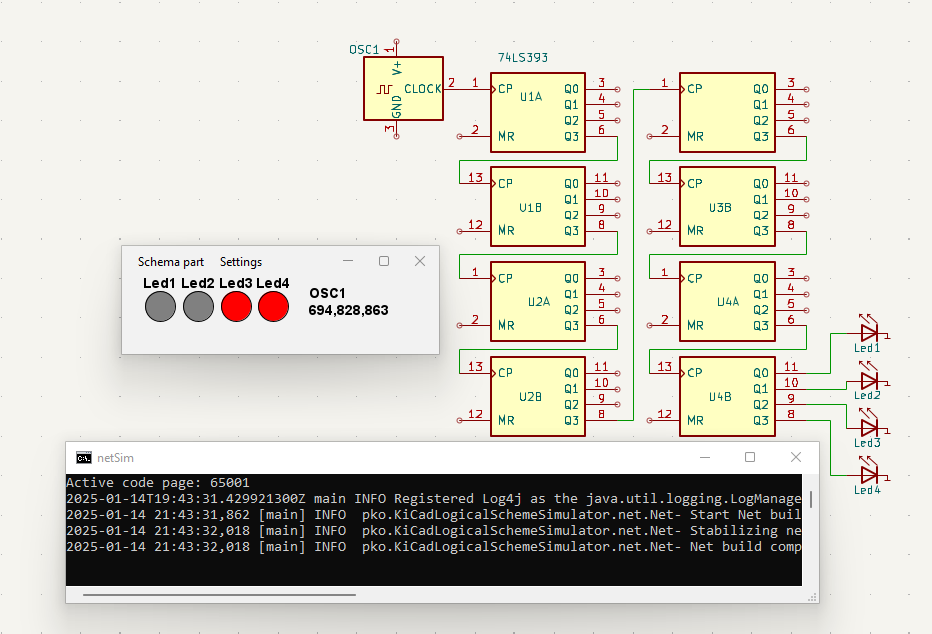 OSC1
1
V+
CLOCK
GND
3
2
74LS393
1 CP U1A Q0 3
Q1 4
Q2 5
2 MR Q3 6
1 CP Q0 3
Q1 4
Q2 5
2 MR Q3 6
13 CP Q0 11
U1B Q1 10
Q2 9
12 MR Q3 8
13 CP Q0 11
U3B Q1 10
Q2 9
12 MR Q3 8
1 CP Q0 3
U2A Q1 4
Q2 5
2 MR Q3 6
1 CP Q0 3
U4A Q1 4
Q2 5
2 MR Q3 6
13 CP Q0 11
U2B Q1 10
Q2 9
12 MR Q3 8
13 CP Q0 11
U4B Q1 10
Q2 9
12 MR Q3 8
Led1
Led2
Led3
Led4
Schema part Settings
Led1 Led2 Led3 Led4
OSC1
694,828,863
netSim
Active code page: 65001
2025-01-14T19:43:31.429921300Z main INFO Registered Log4j as the java.util.logging.LogManage
2025-01-14 21:43:31,862 [main] INFO pko.KiCadLogicalSchemeSimulator.net.Net- Start Net buil
2025-01-14 21:43:32,018 [main] INFO pko.KiCadLogicalSchemeSimulator.net.Net- Stabilizing ne
2025-01-14 21:43:32,018 [main] INFO pko.KiCadLogicalSchemeSimulator.net.Net- Net build comp